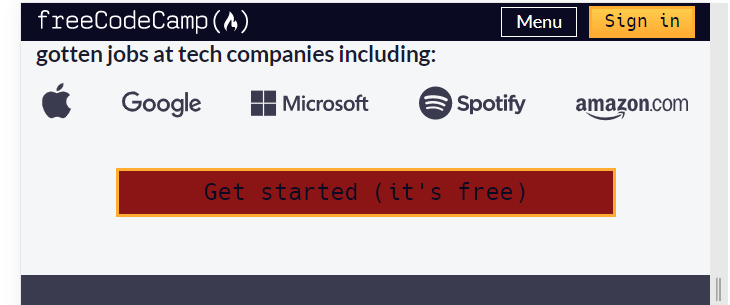 freeCodeCamp(🔥)
Menu
Sign in
gotten jobs at tech companies including:
Google
Microsoft
Spotify
amazon.com
Get started (it's free)